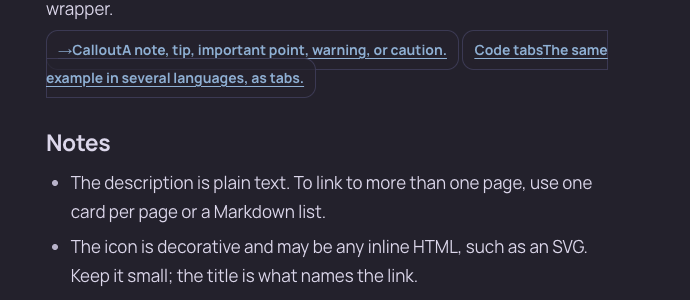 wrapper.
→CalloutA note, tip, important point, warning, or caution. Code tabsThe same
example in several languages, as tabs.
Notes
• The description is plain text. To link to more than one page, use one
card per page or a Markdown list.
• The icon is decorative and may be any inline HTML, such as an SVG.
Keep it small; the title is what names the link.